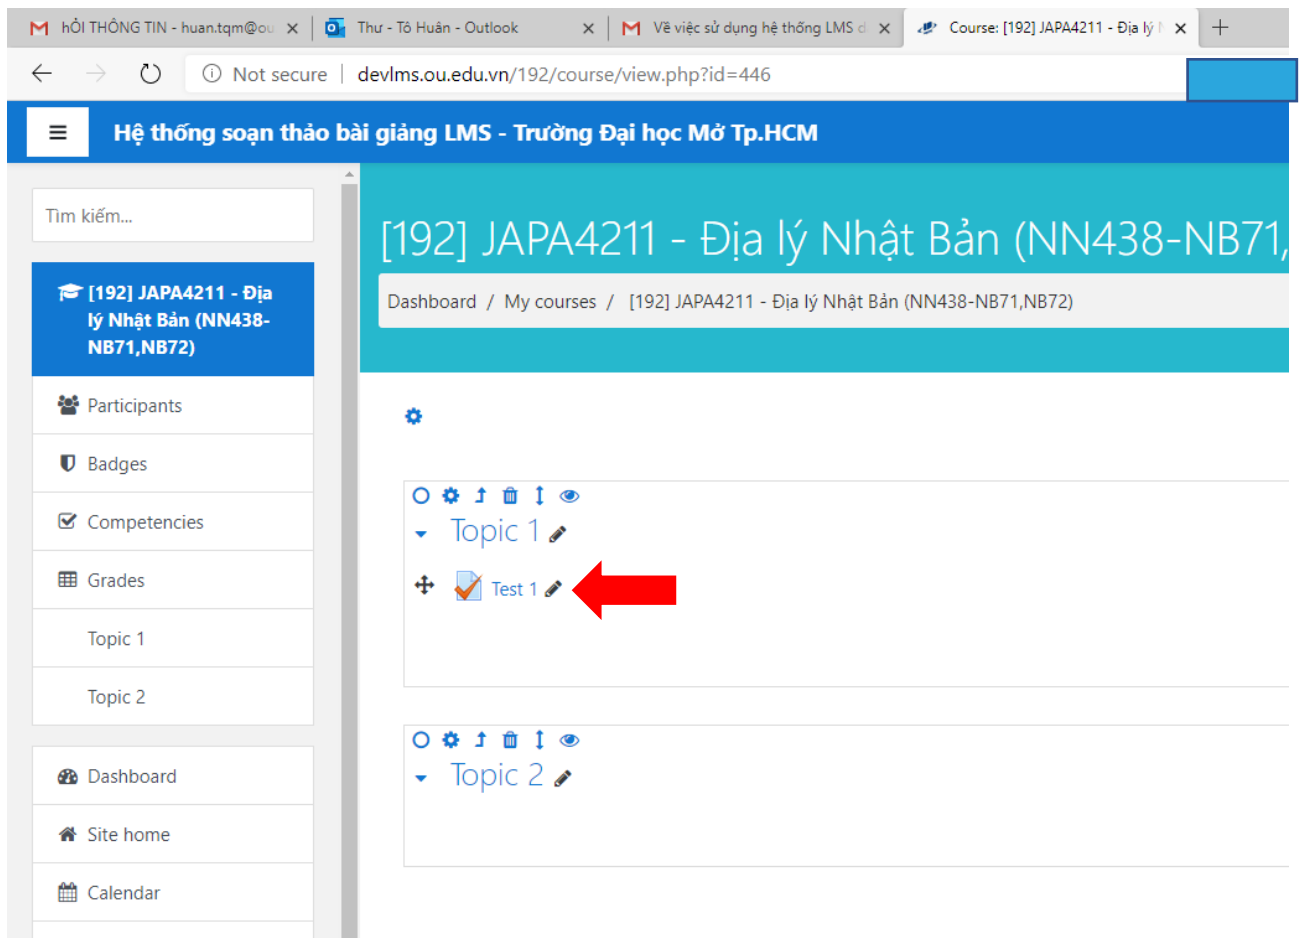 hỎI THÔNG TIN - huan.tqm@ou
Thư - Tô Huân - Outlook
Về việc sử dụng hệ thống LMS d
Course: [192] JAPA4211 - Địa lý N
Not secure | devlms.ou.edu.vn/192/course/view.php?id=446
Hệ thống soạn thảo bài giảng LMS - Trường Đại học Mở Tp.HCM
Tìm kiếm...
[192] JAPA4211 - Địa
lý Nhật Bản (NN438-
NB71,NB72)
Participants
Badges
Competencies
Grades
Topic 1
Topic 2
Dashboard
Site home
Calendar
[192] JAPA4211 - Địa lý Nhật Bản (NN438-NB71,
Dashboard / My courses / [192] JAPA4211 - Địa lý Nhật Bản (NN438-NB71,NB72)
Topic 1
Test 1
Topic 2